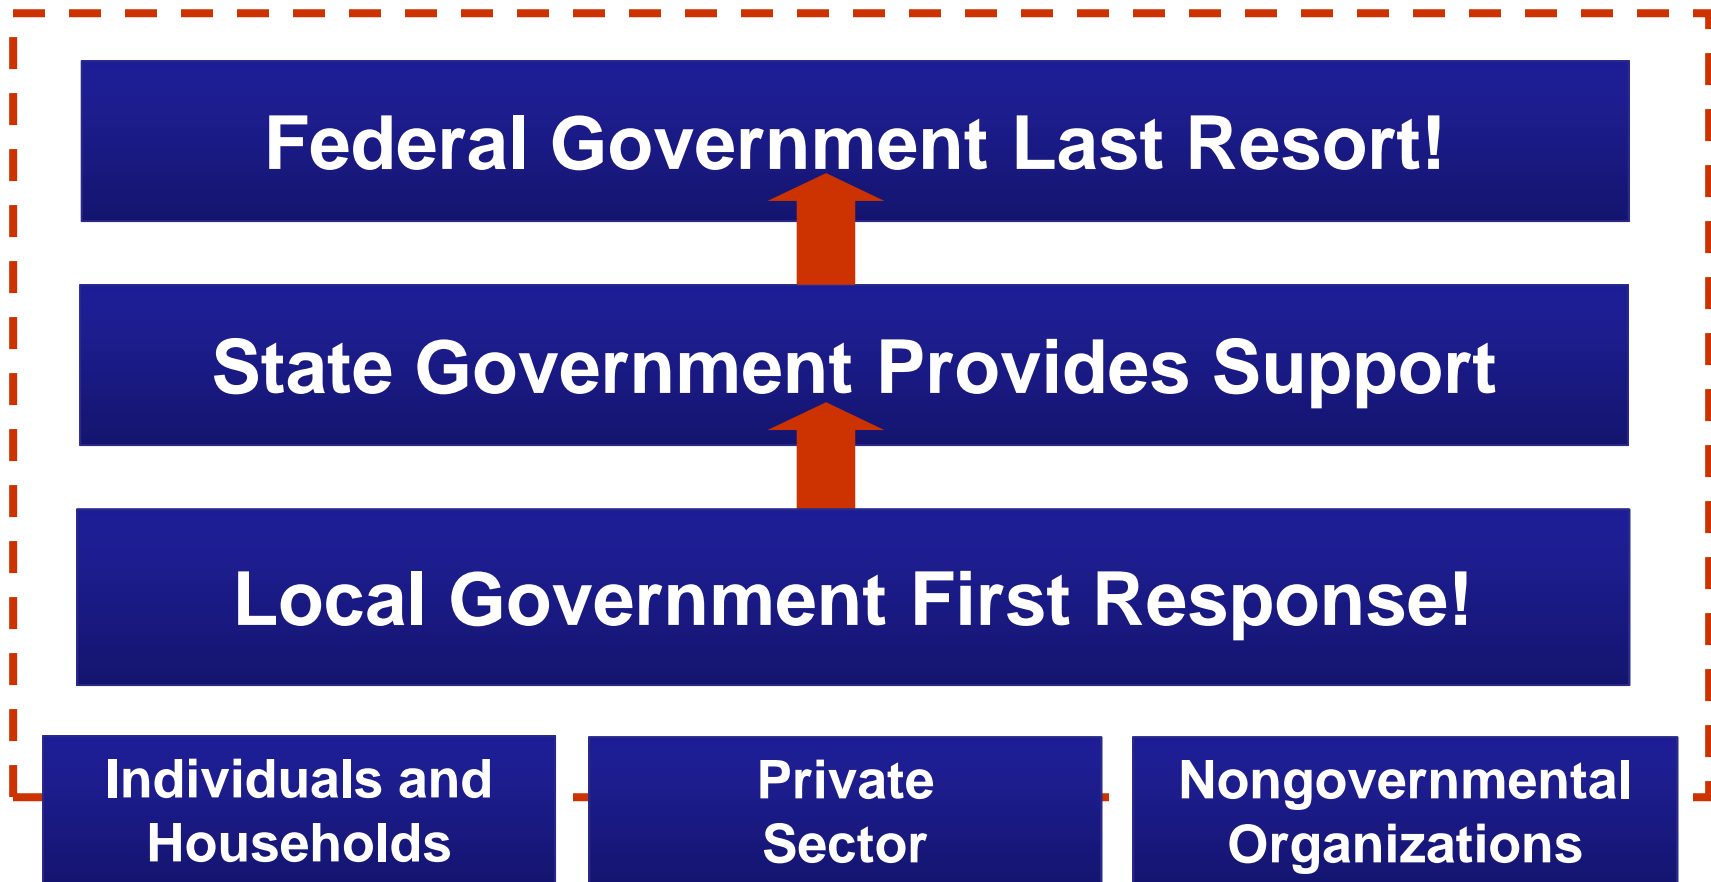 Federal Government Last Resort!
State Government Provides Support
Local Government First Response!
Individuals and
Households
Private
Sector
Nongovernmental
Organizations